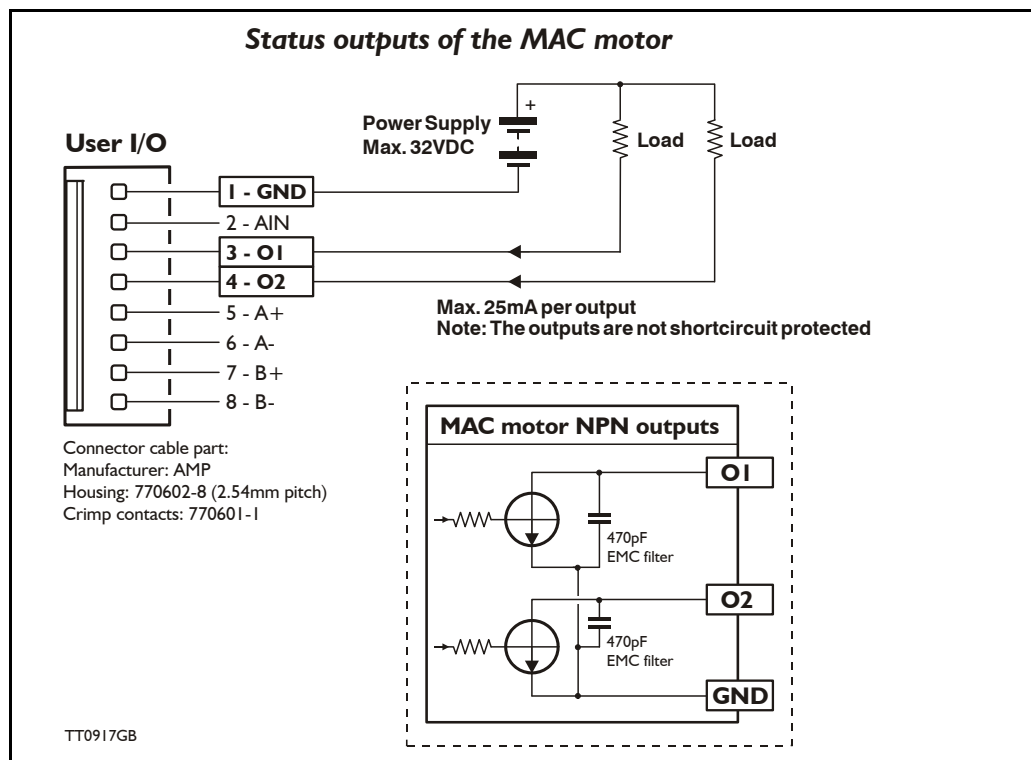 Status outputs of the MAC motor
+
Power Supply
Max. 32VDC
Load
Load
User I/O
1 - GND
2 - AIN
3 - O1
4 - O2
5 - A+
6 - A-
7 - B+
8 - B-
Max. 25mA per output
Note: The outputs are not shortcircuit protected
Connector cable part:
Manufacturer: AMP
Housing: 770602-8 (2.54mm pitch)
Crimp contacts: 770601-1
MAC motor NPN outputs
O1
470pF
EMC filter
O2
470pF
EMC filter
GND
TT0917GB